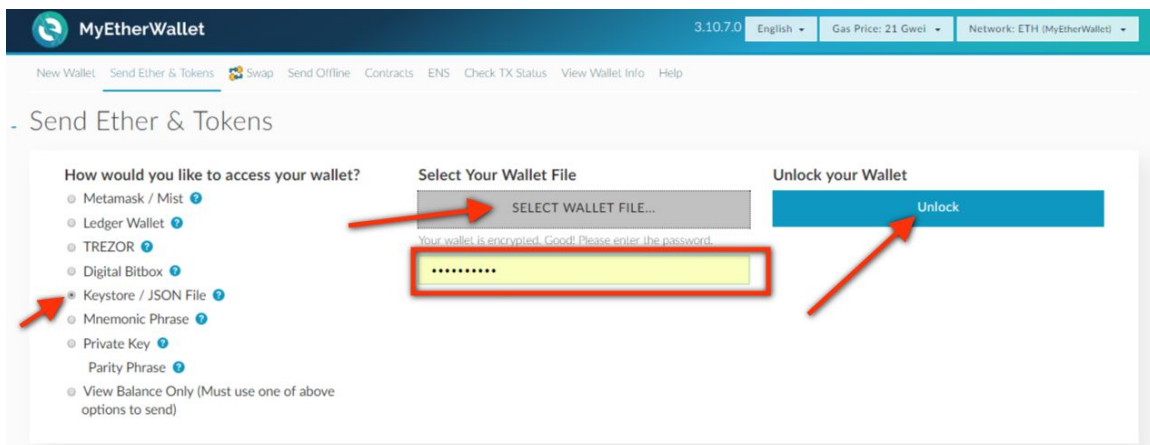 MyEtherWallet
3.10.7.0 English Gas Price: 21 Gwei Network: ETH (MyEtherWallet)
New Wallet Send Ether & Tokens Swap Send Offline Contracts ENS Check TX Status View Wallet Info Help
- Send Ether & Tokens
How would you like to access your wallet?
Metamask / Mist ?
Ledger Wallet ?
TREZOR ?
Digital Bitbox ?
Keystore / JSON File ?
Mnemonic Phrase ?
Private Key ?
Parity Phrase ?
View Balance Only (Must use one of above
options to send)
Select Your Wallet File
SELECT WALLET FILE...
Your wallet is encrypted. Good! Please enter the password.
••••••••••
Unlock your Wallet
Unlock